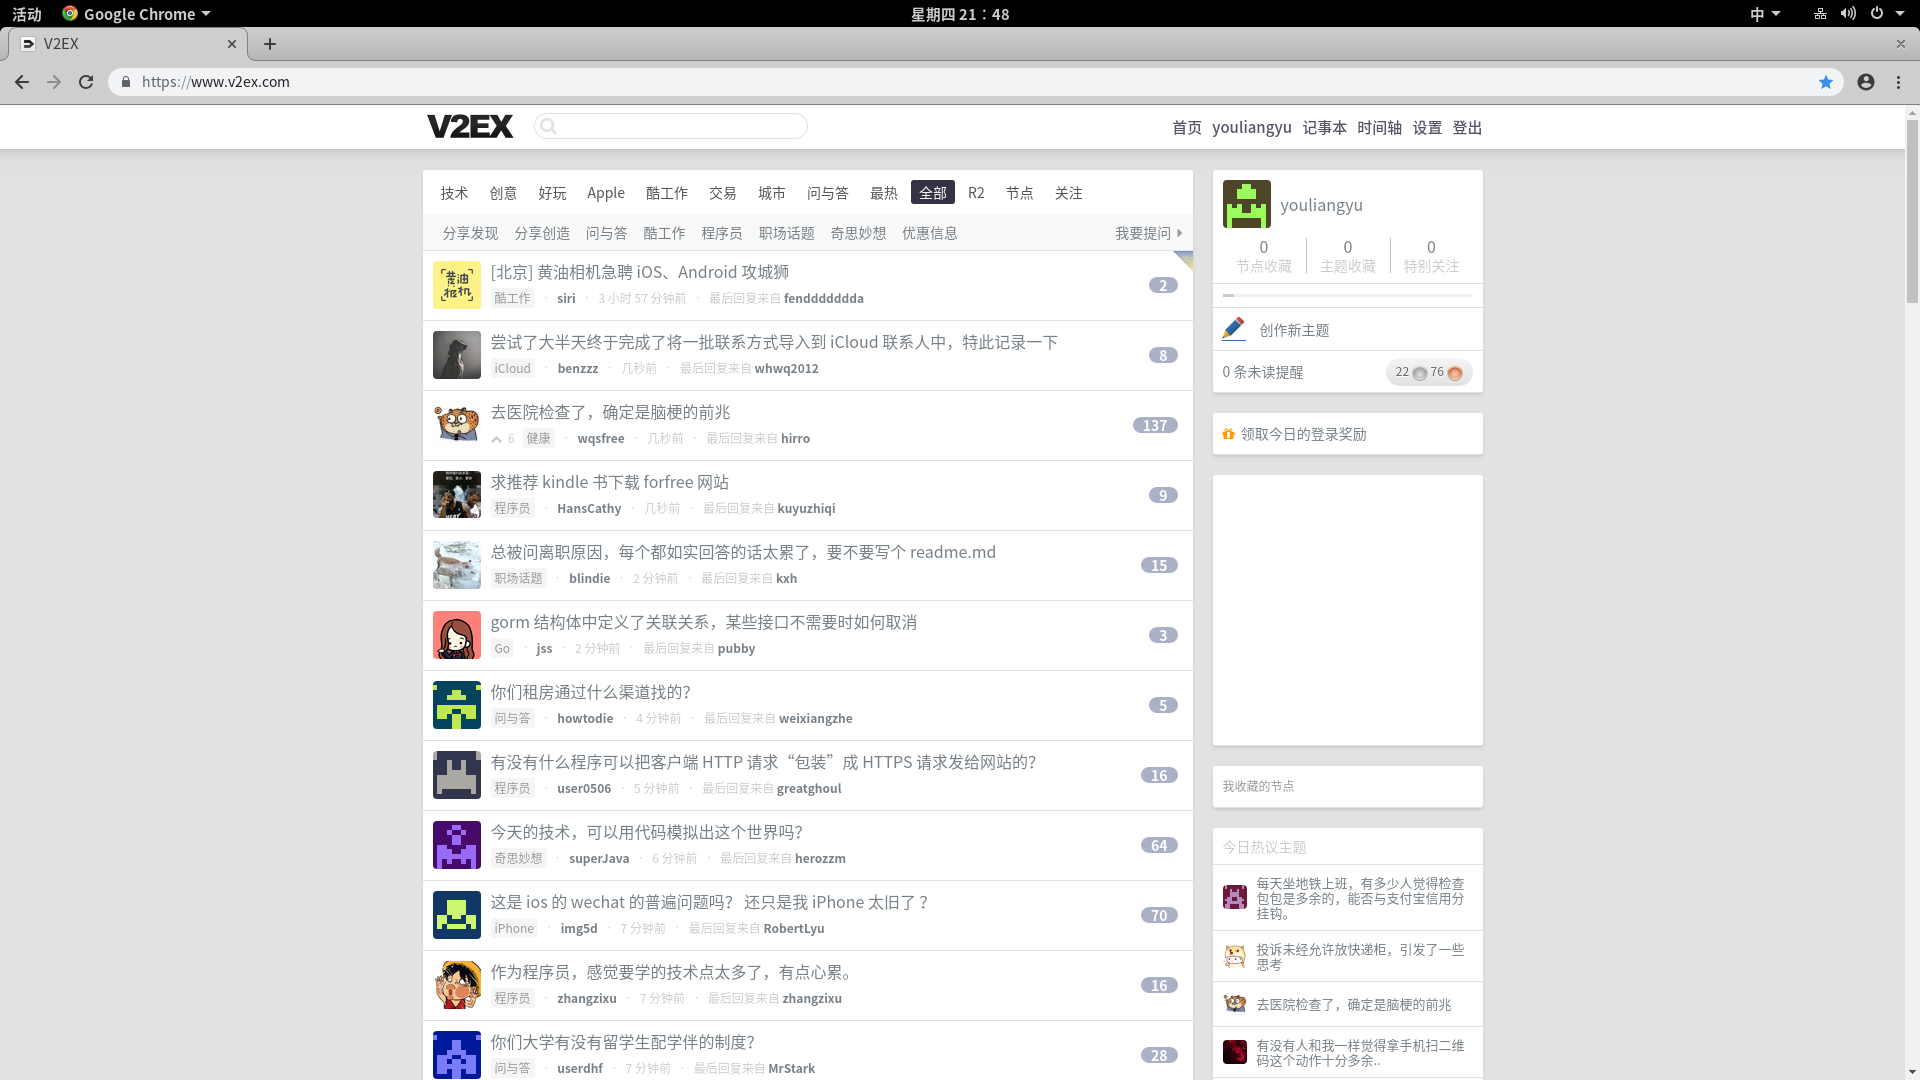 活动 Google Chrome 星期四 21：48 中
V2EX
https://www.v2ex.com
V2EX 首页 youliangyu 记事本 时间轴 设置 登出
技术 创意 好玩 Apple 酷工作 交易 城市 问与答 最热 全部 R2 节点 关注
分享发现 分享创造 问与答 酷工作 程序员 职场话题 奇思妙想 优惠信息 我要提问
[北京] 黄油相机急聘 iOS、Android 攻城狮
酷工作 · siri · 3 小时 57 分钟前 · 最后回复来自 fenddddddda
2
黄油相机
尝试了大半天终于完成了将一批联系方式导入到 iCloud 联系人中，特此记录一下
iCloud · benzzz · 几秒前 · 最后回复来自 whwq2012
8
去医院检查了，确定是脑梗的前兆
6 健康 · wqsfree · 几秒前 · 最后回复来自 hirro
137
求推荐 kindle 书下载 forfree 网站
程序员 · HansCathy · 几秒前 · 最后回复来自 kuyuzhiqi
9
总被问离职原因，每个都如实回答的话太累了，要不要写个 readme.md
职场话题 · blindie · 2 分钟前 · 最后回复来自 kxh
15
gorm 结构体中定义了关联关系，某些接口不需要时如何取消
Go · jss · 2 分钟前 · 最后回复来自 pubby
3
你们租房通过什么渠道找的？
问与答 · howtodie · 4 分钟前 · 最后回复来自 weixiangzhe
5
有没有什么程序可以把客户端 HTTP 请求“包装”成 HTTPS 请求发给网站的？
程序员 · user0506 · 5 分钟前 · 最后回复来自 greatghoul
16
今天的技术，可以用代码模拟出这个世界吗？
奇思妙想 · superJava · 6 分钟前 · 最后回复来自 herozzm
64
这是 ios 的 wechat 的普遍问题吗？ 还只是我 iPhone 太旧了 ?
iPhone · img5d · 7 分钟前 · 最后回复来自 RobertLyu
70
作为程序员，感觉要学的技术点太多了，有点心累。
程序员 · zhangzixu · 7 分钟前 · 最后回复来自 zhangzixu
16
你们大学有没有留学生配学伴的制度？
问与答 · userdhf · 7 分钟前 · 最后回复来自 MrStark
28
youliangyu
0 0 0
节点收藏 主题收藏 特别关注
创作新主题
0 条未读提醒 22 76
领取今日的登录奖励
我收藏的节点
今日热议主题
每天坐地铁上班，有多少人觉得检查
包包是多余的，能否与支付宝信用分
挂钩。
投诉未经允许放快递柜，引发了一些
思考
去医院检查了，确定是脑梗的前兆
有没有人和我一样觉得拿手机扫二维
码这个动作十分多余..